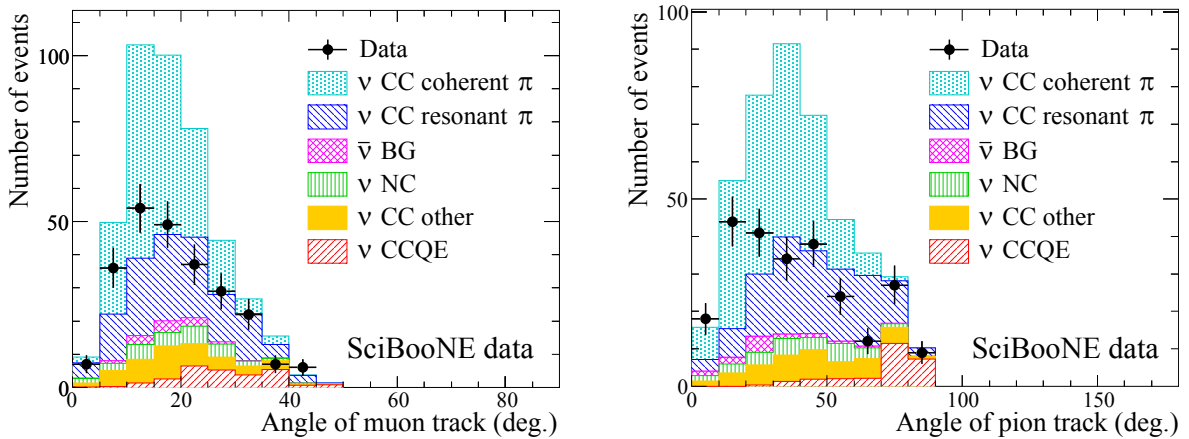 Number of events
100
50
0
0 20 40 60 80
Angle of muon track (deg.)
Data
ν CC coherent π
ν CC resonant π
ν̄ BG
ν NC
ν CC other
ν CCQE
SciBooNE data
Number of events
100
50
0
0 50 100 150
Angle of pion track (deg.)
Data
ν CC coherent π
ν CC resonant π
ν̄ BG
ν NC
ν CC other
ν CCQE
SciBooNE data